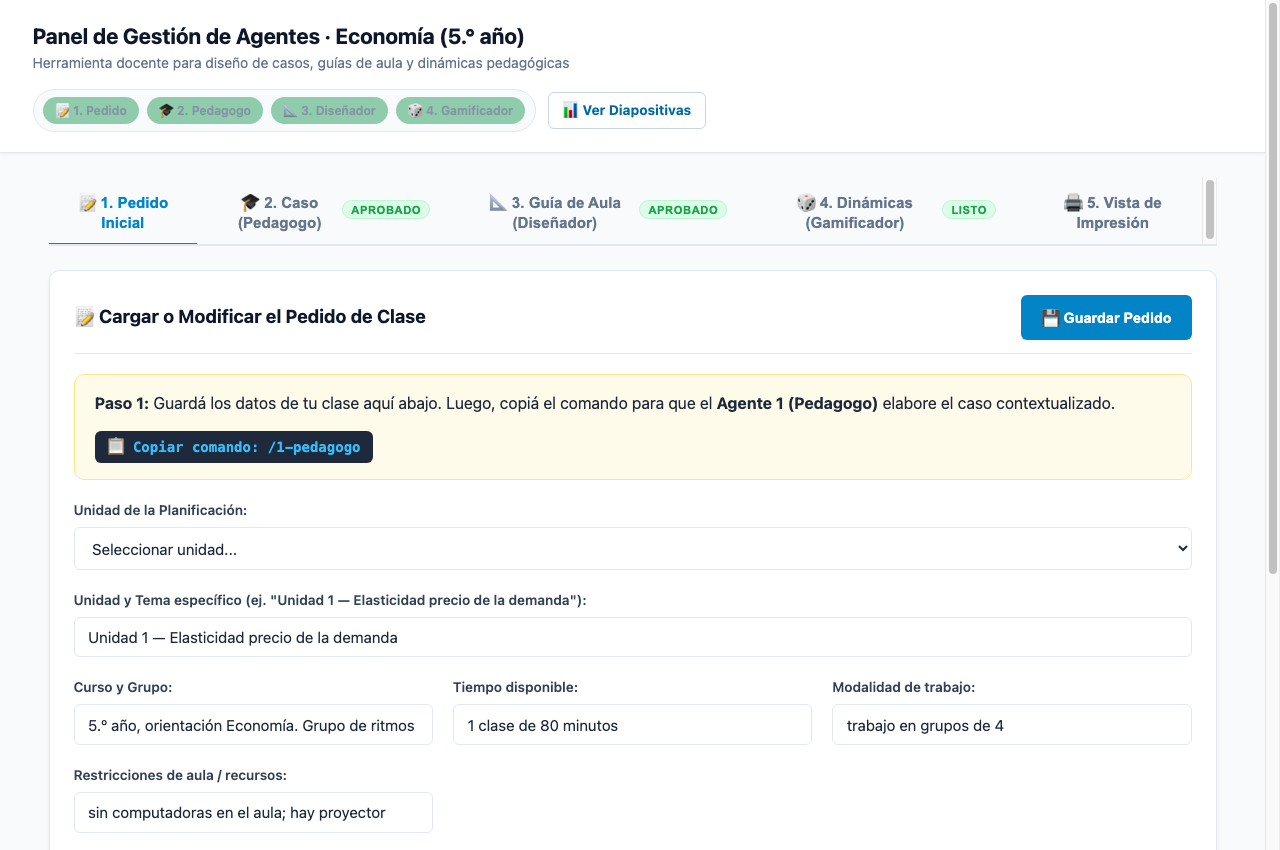 Panel de Gestión de Agentes · Economía (5.º año)
Herramienta docente para diseño de casos, guías de aula y dinámicas pedagógicas
📝 1. Pedido
🎓 2. Pedagogo
📐 3. Diseñador
🎲 4. Gamificador
📊 Ver Diapositivas
📝 1. Pedido
Inicial
🎓 2. Caso
(Pedagogo)
APROBADO
📐 3. Guía de Aula
(Diseñador)
APROBADO
🎲 4. Dinámicas
(Gamificador)
LISTO
🖨️ 5. Vista de
Impresión
📝 Cargar o Modificar el Pedido de Clase
💾 Guardar Pedido
Paso 1: Guardá los datos de tu clase aquí abajo. Luego, copiá el comando para que el Agente 1 (Pedagogo) elabore el caso contextualizado.
📋 Copiar comando: /1-pedagogo
Unidad de la Planificación:
Seleccionar unidad...
Unidad y Tema específico (ej. "Unidad 1 — Elasticidad precio de la demanda"):
Unidad 1 — Elasticidad precio de la demanda
Curso y Grupo:
5.º año, orientación Economía. Grupo de ritmos
Tiempo disponible:
1 clase de 80 minutos
Modalidad de trabajo:
trabajo en grupos de 4
Restricciones de aula / recursos:
sin computadoras en el aula; hay proyector